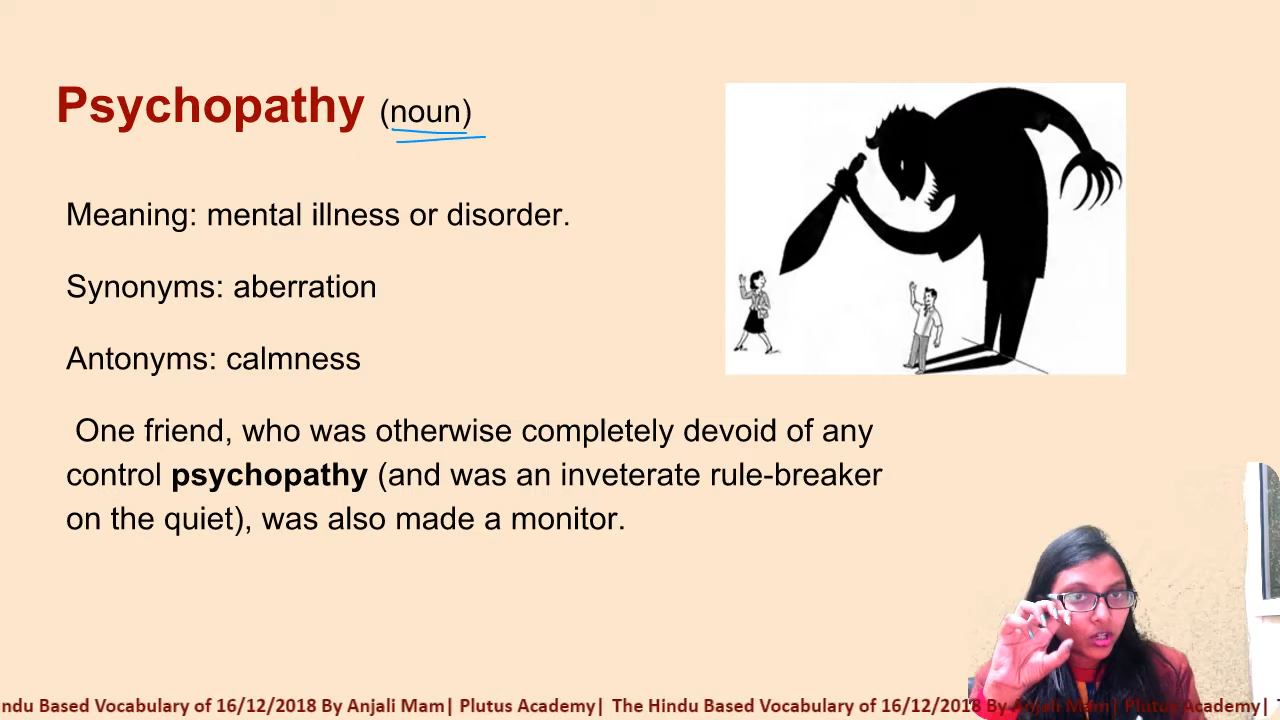 Psychopathy (noun)
Meaning: mental illness or disorder.
Synonyms: aberration
Antonyms: calmness
One friend, who was otherwise completely devoid of any
control psychopathy (and was an inveterate rule-breaker
on the quiet), was also made a monitor.
ndu Based Vocabulary of 16/12/2018 By Anjali Mam| Plutus Academy| The Hindu Based Vocabulary of 16/12/2018 By Anjali Mam| Plutus Academy|